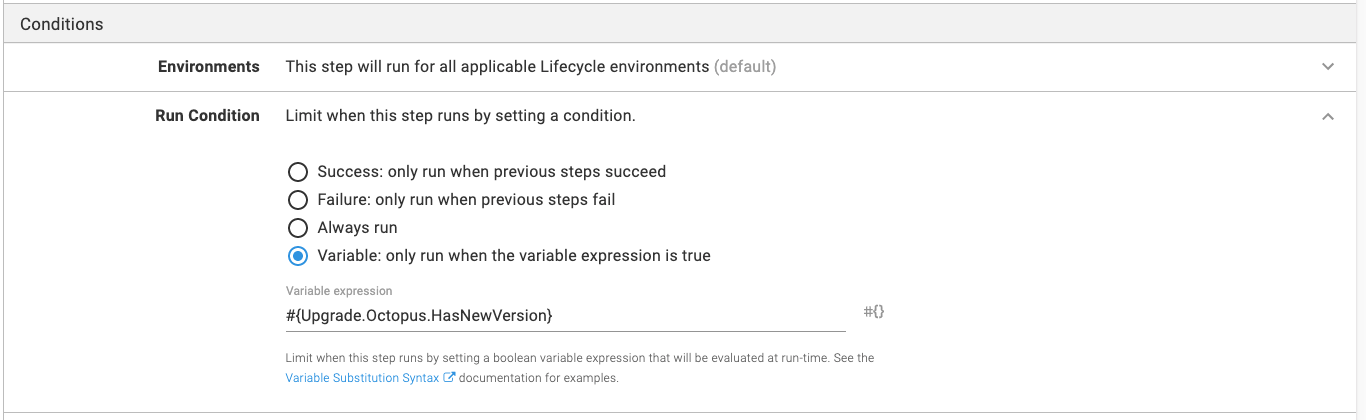 Conditions
Environments This step will run for all applicable Lifecycle environments (default)
Run Condition Limit when this step runs by setting a condition.
Success: only run when previous steps succeed
Failure: only run when previous steps fail
Always run
Variable: only run when the variable expression is true
Variable expression
#{Upgrade.Octopus.HasNewVersion} #{}
Limit when this step runs by setting a boolean variable expression that will be evaluated at run-time. See the
Variable Substitution Syntax documentation for examples.